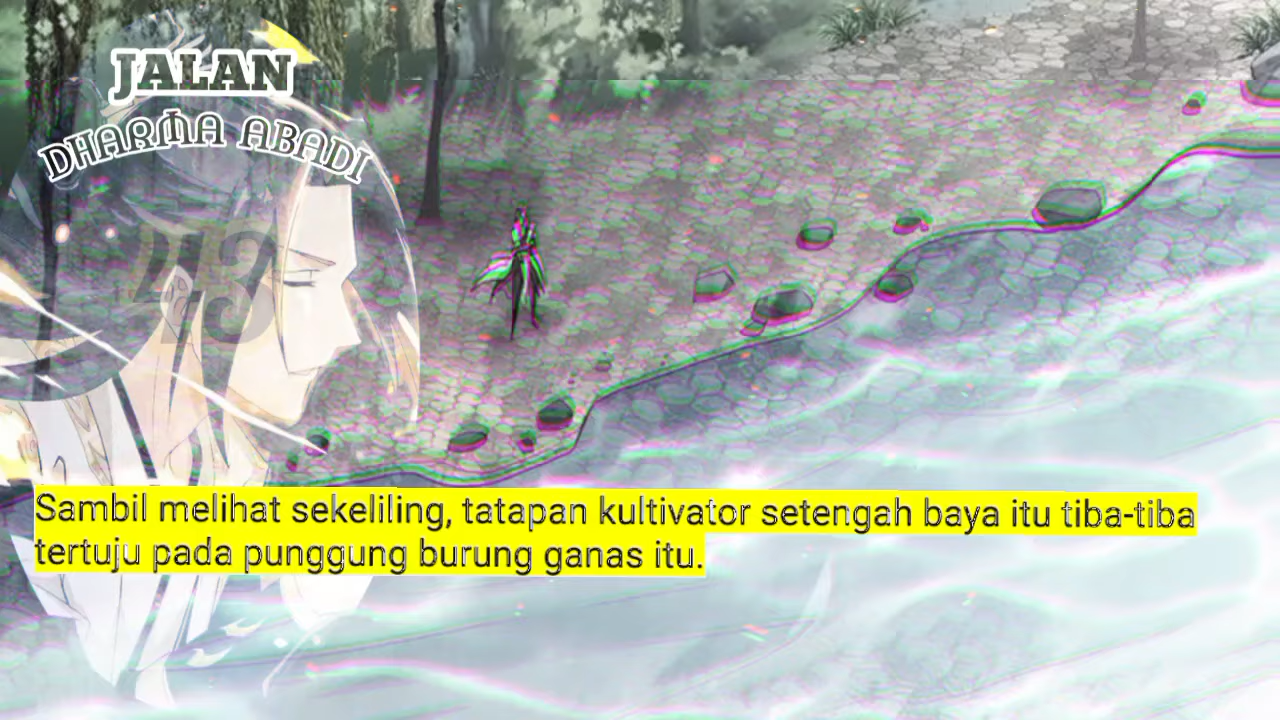 JALAN
DHARMA ABADI
43
Sambil melihat sekeliling, tatapan kultivator setengah baya itu tiba-tiba
tertuju pada punggung burung ganas itu.